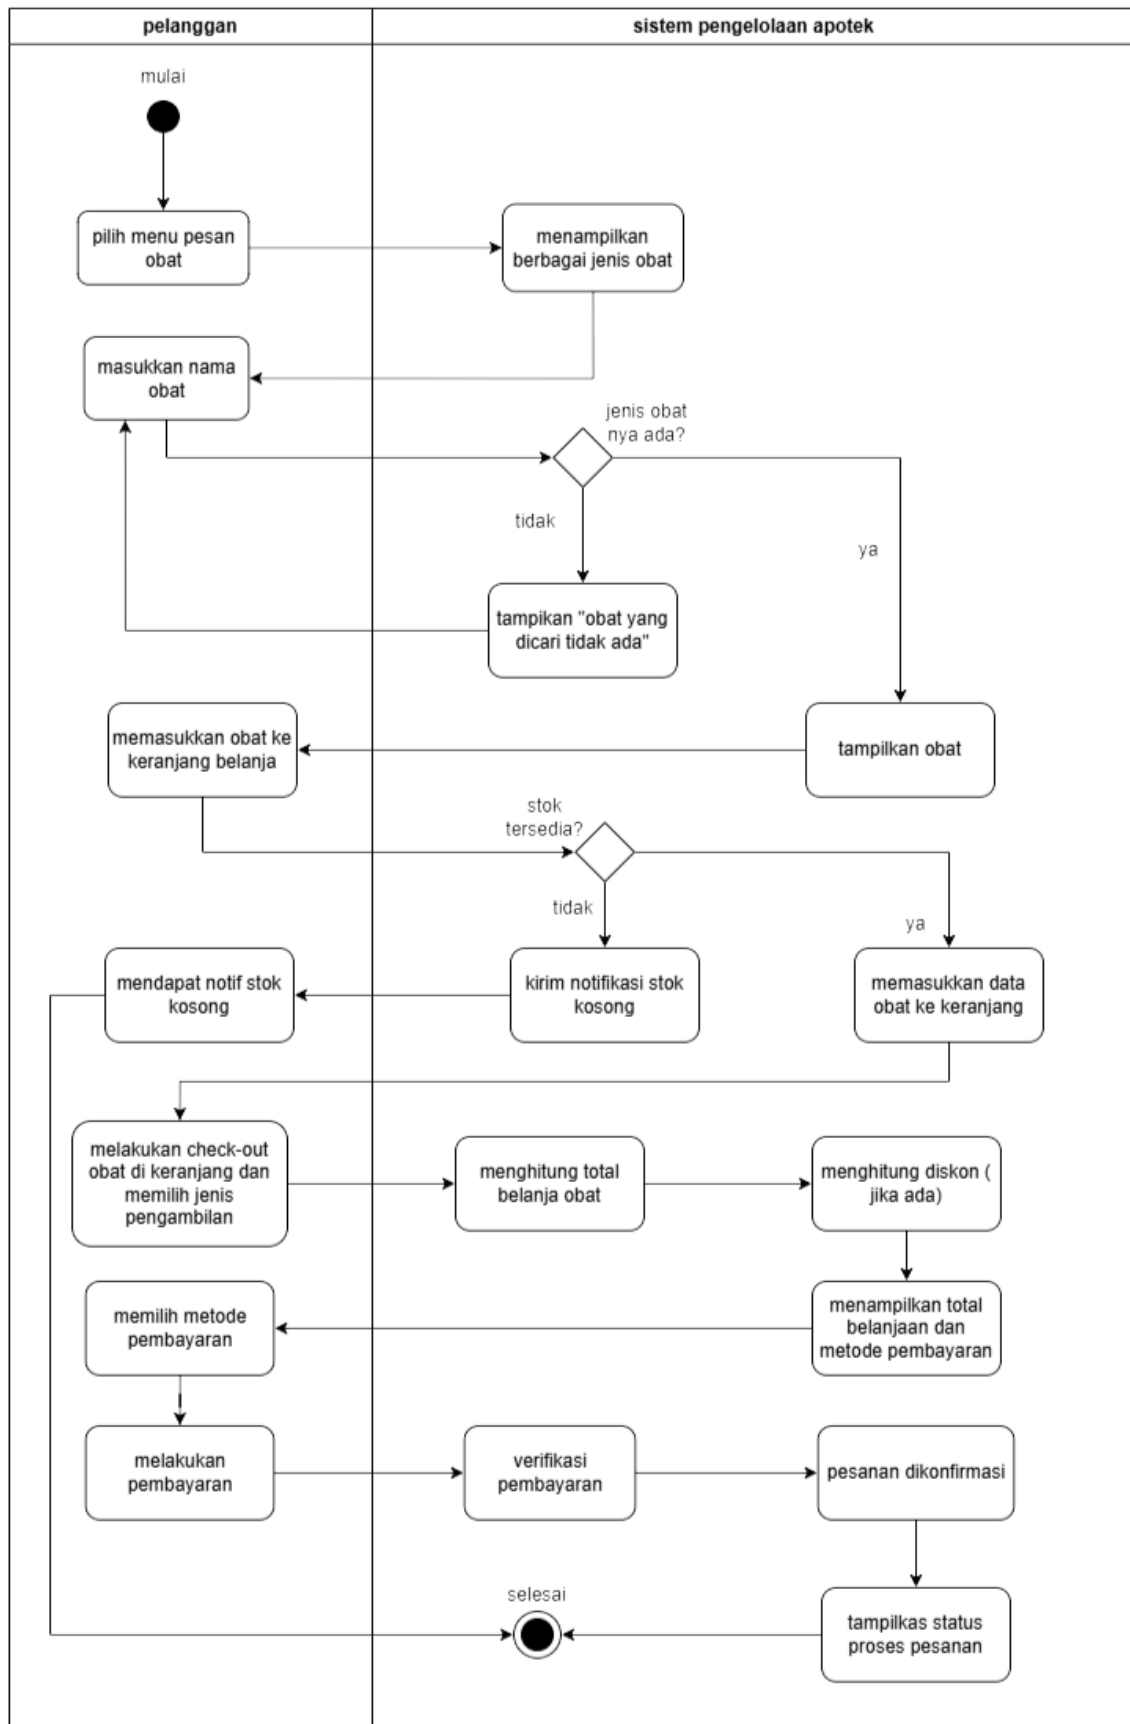 pelanggan
sistem pengelolaan apotek
mulai
pilih menu pesan
obat
menampilkan
berbagai jenis obat
masukkan nama
obat
jenis obat
nya ada?
tidak
ya
tampikan "obat yang
dicari tidak ada"
memasukkan obat ke
keranjang belanja
tampilkan obat
stok
tersedia?
tidak
ya
mendapat notif stok
kosong
kirim notifikasi stok
kosong
memasukkan data
obat ke keranjang
melakukan check-out
obat di keranjang dan
memilih jenis
pengambilan
menghitung total
belanja obat
menghitung diskon (
jika ada)
memilih metode
pembayaran
menampilkan total
belanjaan dan
metode pembayaran
melakukan
pembayaran
verifikasi
pembayaran
pesanan dikonfirmasi
selesai
tampilkas status
proses pesanan